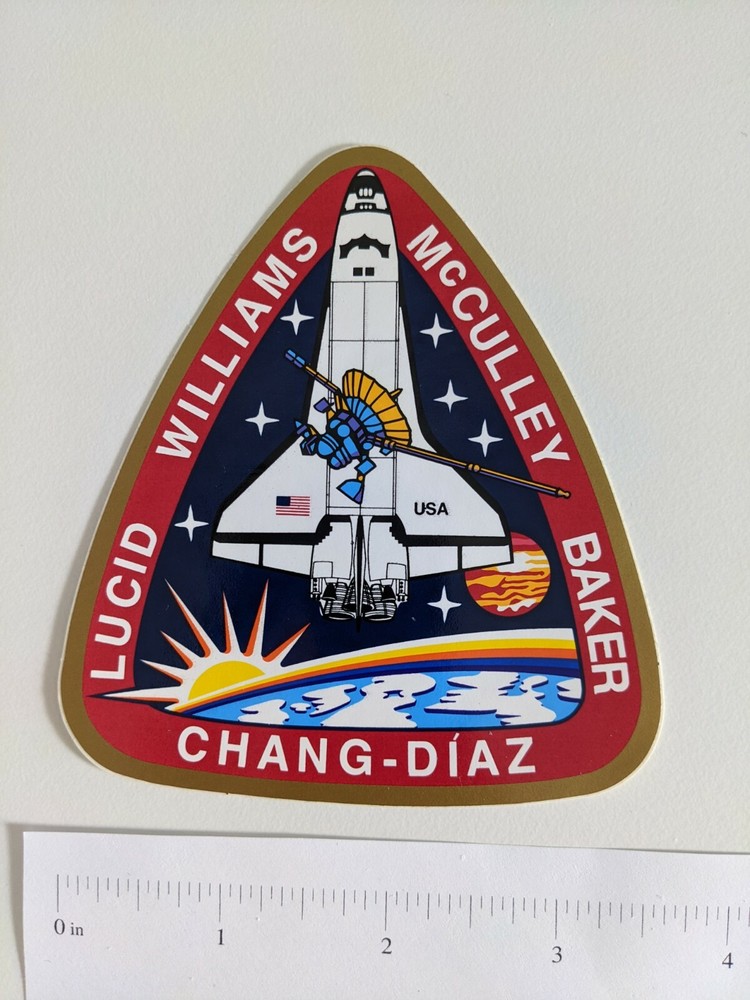 WILLIAMS
McCULLEY
USA
LUCID
BAKER
CHANG-DÍAZ
0 in 1 2 3 4